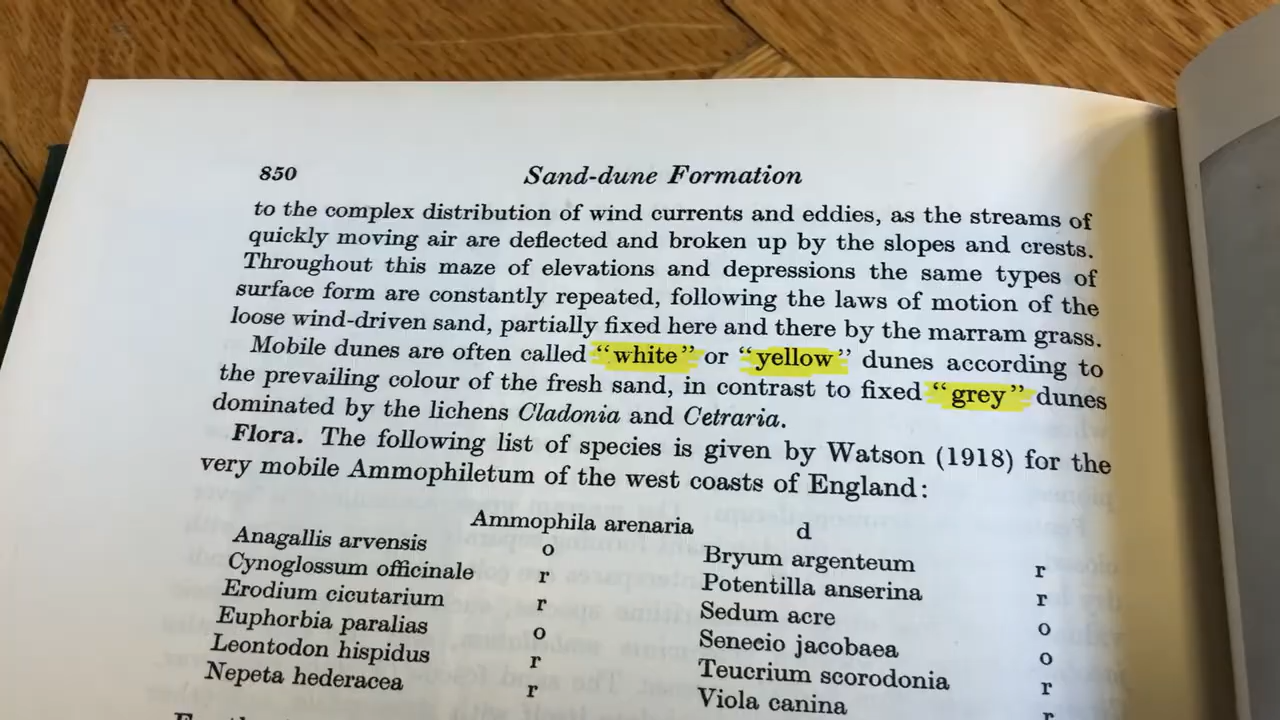 850 Sand-dune Formation
to the complex distribution of wind currents and eddies, as the streams of
quickly moving air are deflected and broken up by the slopes and crests.
Throughout this maze of elevations and depressions the same types of
surface form are constantly repeated, following the laws of motion of the
loose wind-driven sand, partially fixed here and there by the marram grass.
Mobile dunes are often called “white” or “yellow” dunes according to
the prevailing colour of the fresh sand, in contrast to fixed “grey” dunes
dominated by the lichens Cladonia and Cetraria.
Flora. The following list of species is given by Watson (1918) for the
very mobile Ammophiletum of the west coasts of England:
Ammophila arenaria d
Anagallis arvensis o Bryum argenteum r
Cynoglossum officinale r Potentilla anserina r
Erodium cicutarium r Sedum acre o
Euphorbia paralias o Senecio jacobaea o
Leontodon hispidus r Teucrium scorodonia r
Nepeta hederacea r Viola canina r